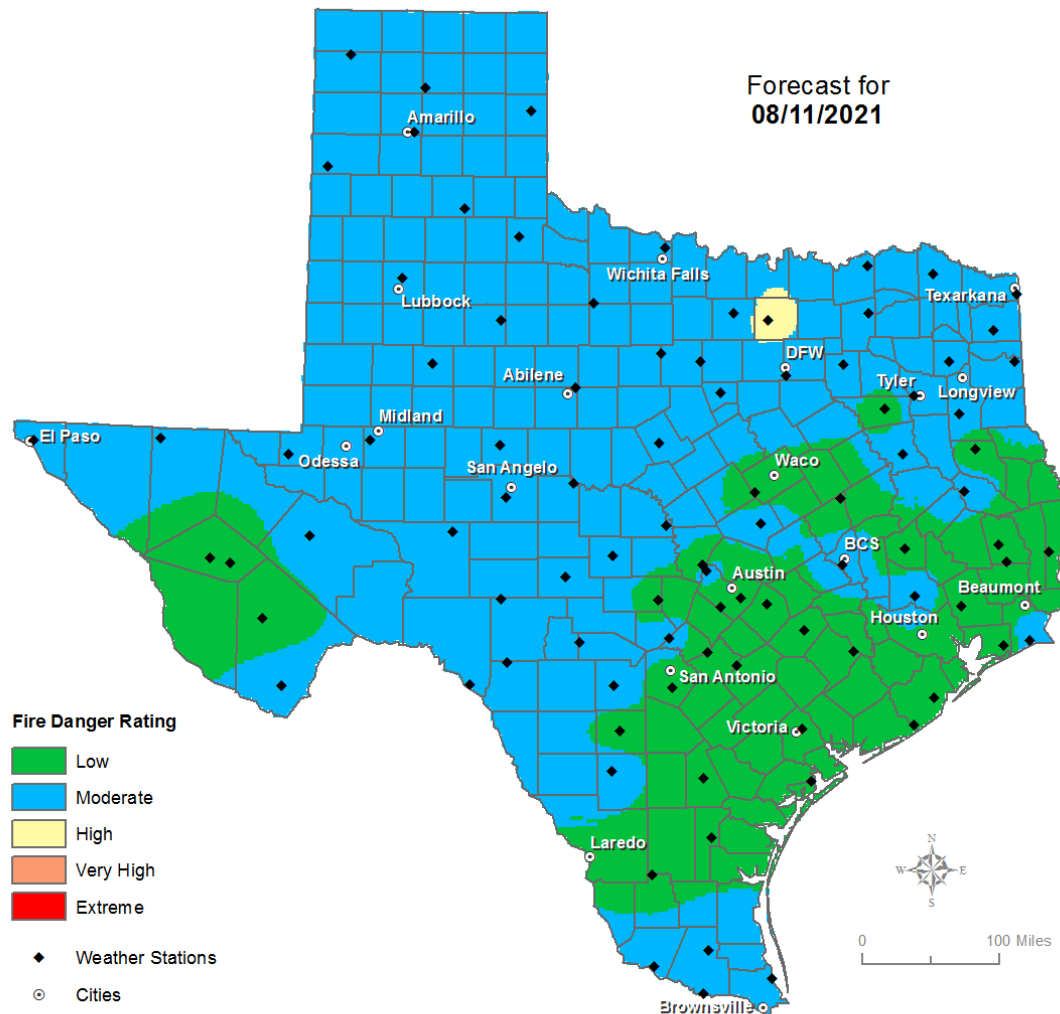 Forecast for
08/11/2021
Amarillo
Wichita Falls
Lubbock
Texarkana
DFW
Abilene
Tyler
Longview
Midland
El Paso
Odessa
San Angelo
Waco
BCS
Austin
Beaumont
Houston
San Antonio
Victoria
Laredo
Brownsville
Fire Danger Rating
Low
Moderate
High
Very High
Extreme
Weather Stations
Cities
N
W
E
S
0
100 Miles